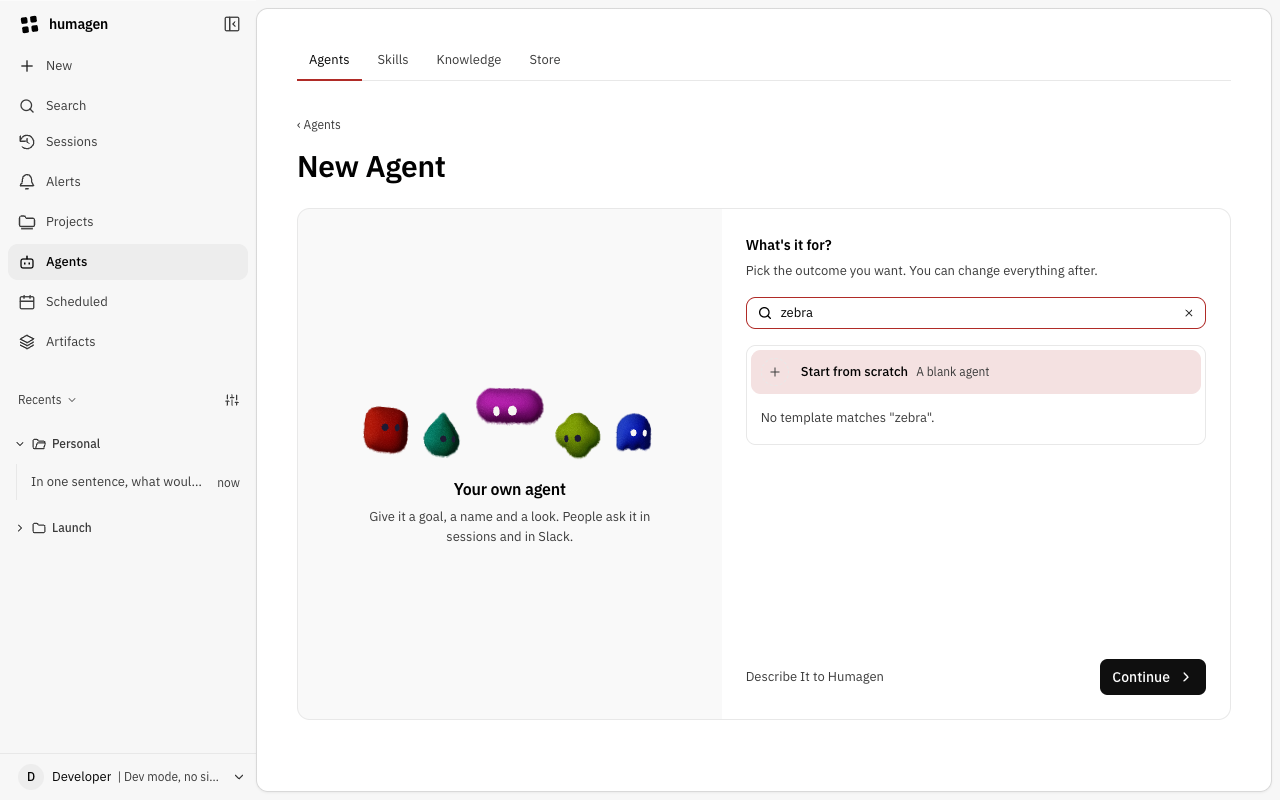 humagen
New
Search
Sessions
Alerts
Projects
Agents
Scheduled
Artifacts
Recents
Personal
In one sentence, what woul... now
Launch
D Developer | Dev mode, no si...
Agents Skills Knowledge Store
‹ Agents
New Agent
Your own agent
Give it a goal, a name and a look. People ask it in
sessions and in Slack.
What's it for?
Pick the outcome you want. You can change everything after.
zebra
Start from scratch A blank agent
No template matches "zebra".
Describe It to Humagen
Continue